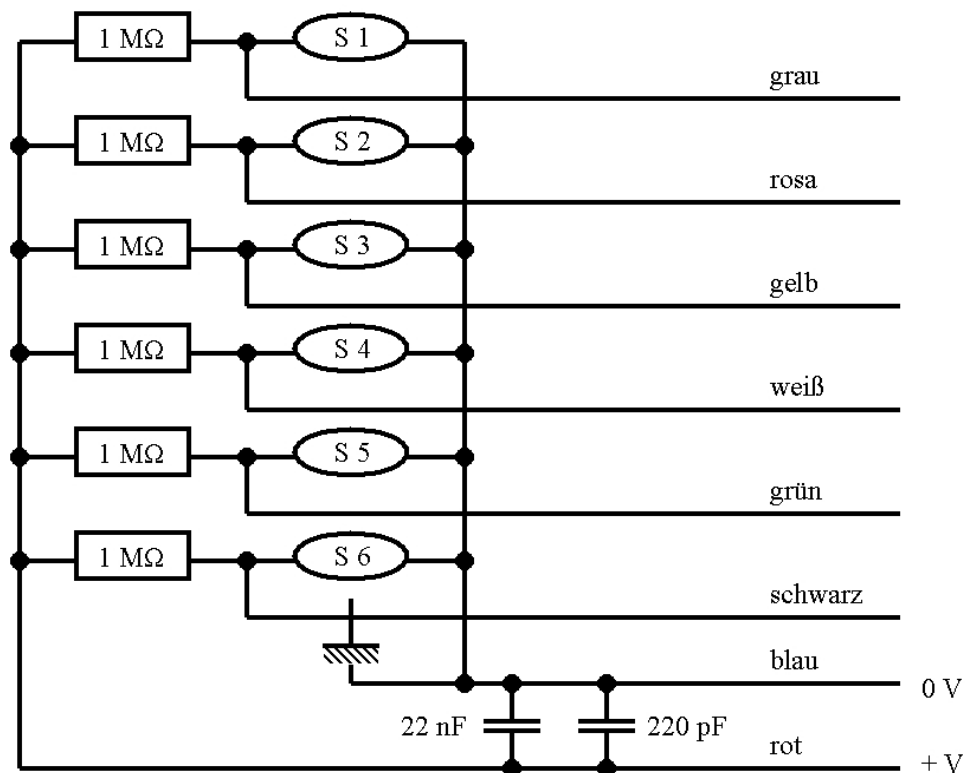 1 MΩ
S 1
grau
1 MΩ
S 2
rosa
1 MΩ
S 3
gelb
1 MΩ
S 4
weiß
1 MΩ
S 5
grün
1 MΩ
S 6
schwarz
blau
0 V
22 nF
220 pF
rot
+ V